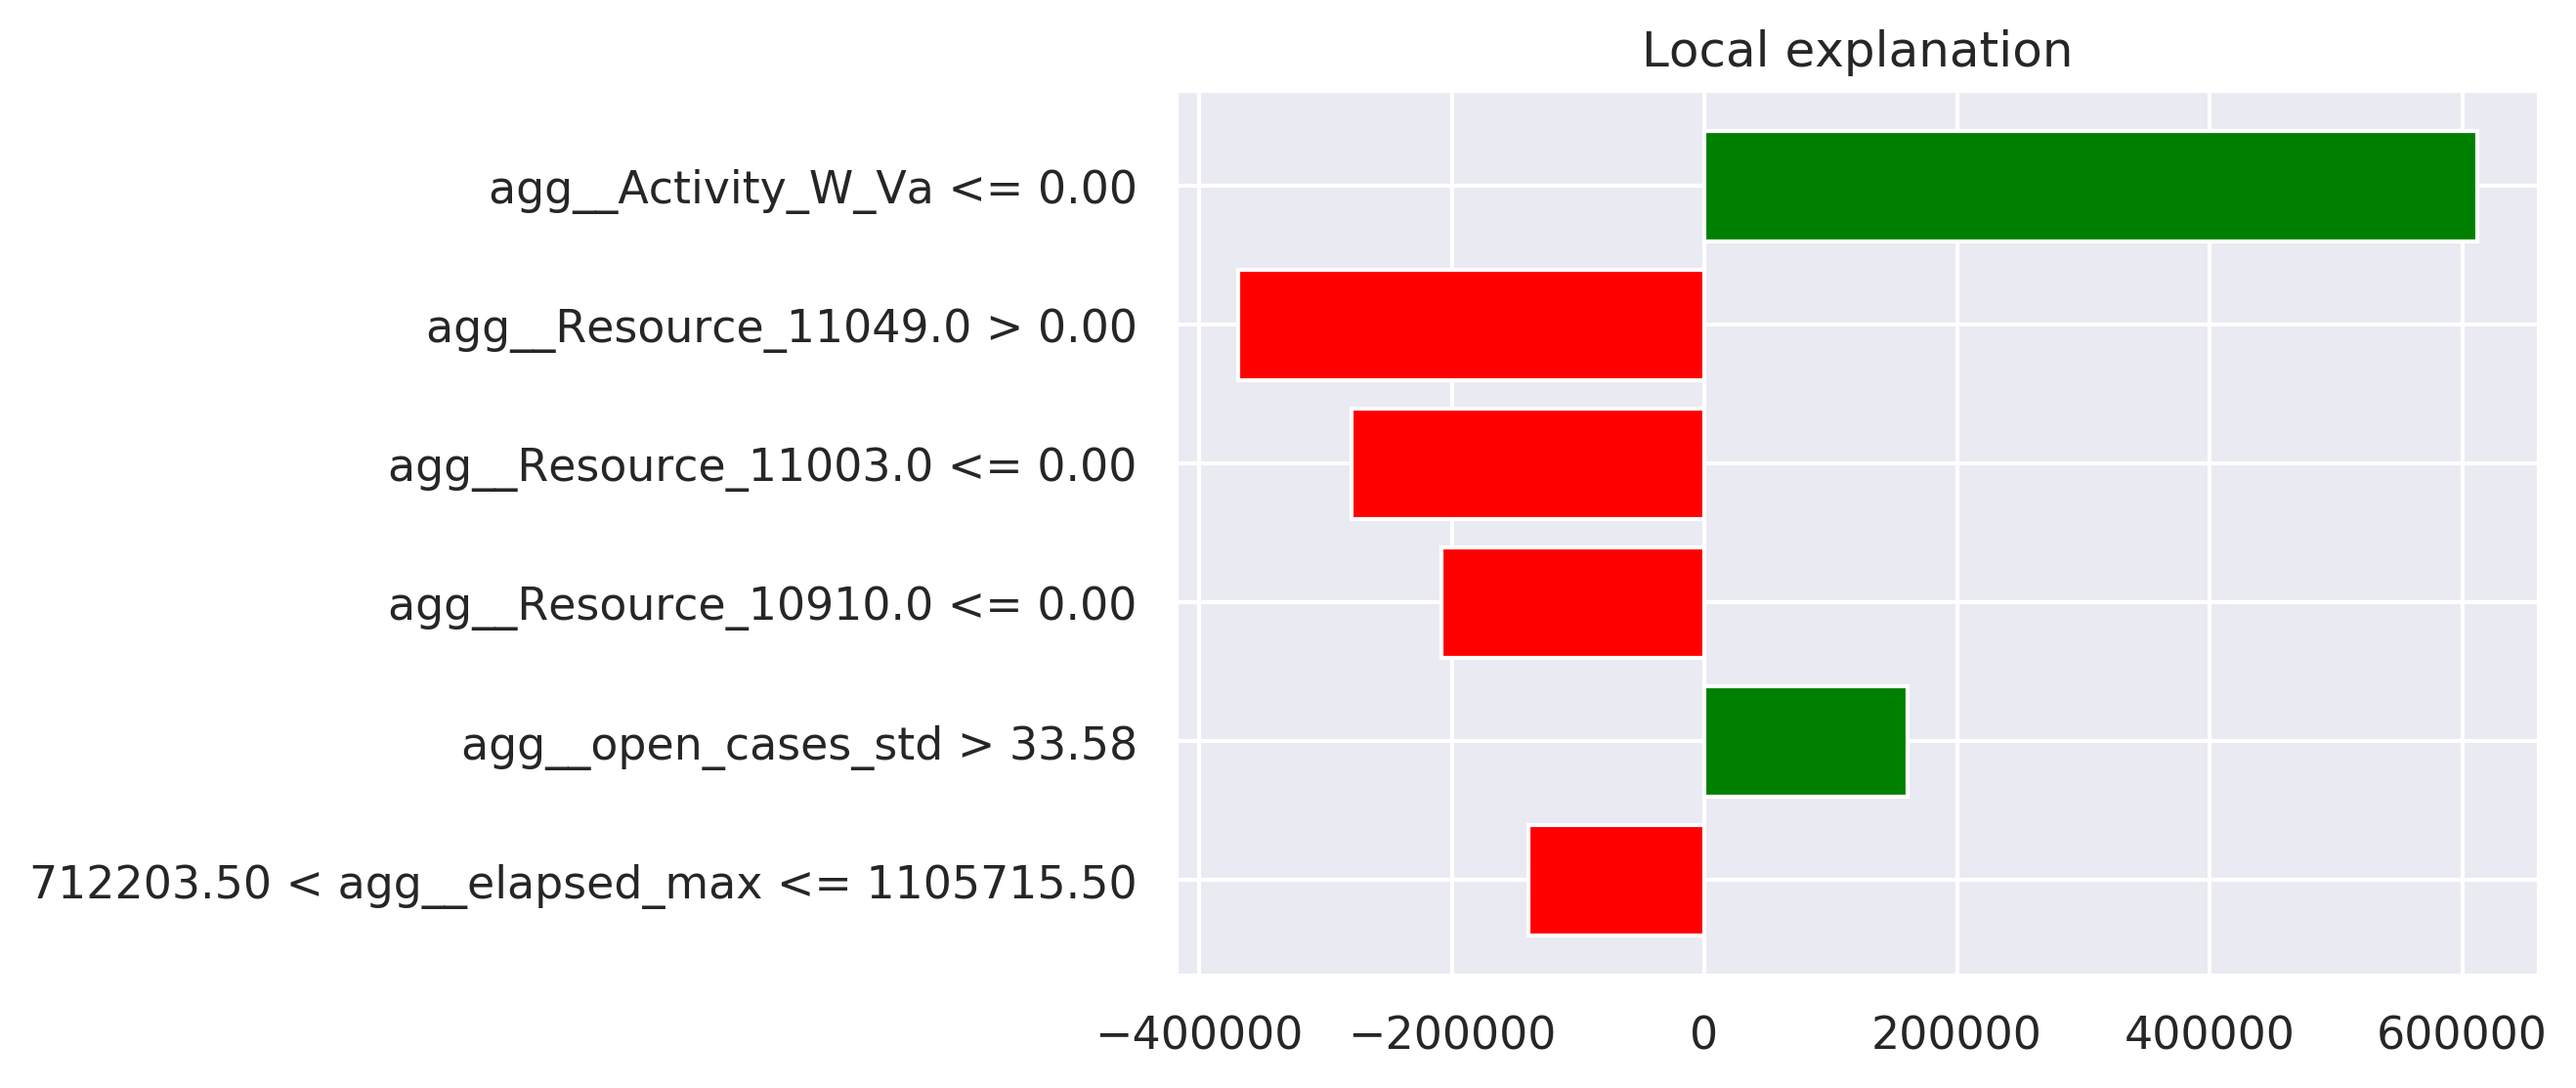 Local explanation
agg__Activity_W_Va <= 0.00
agg__Resource_11049.0 > 0.00
agg__Resource_11003.0 <= 0.00
agg__Resource_10910.0 <= 0.00
agg__open_cases_std > 33.58
712203.50 < agg__elapsed_max <= 1105715.50
−400000 −200000 0 200000 400000 600000